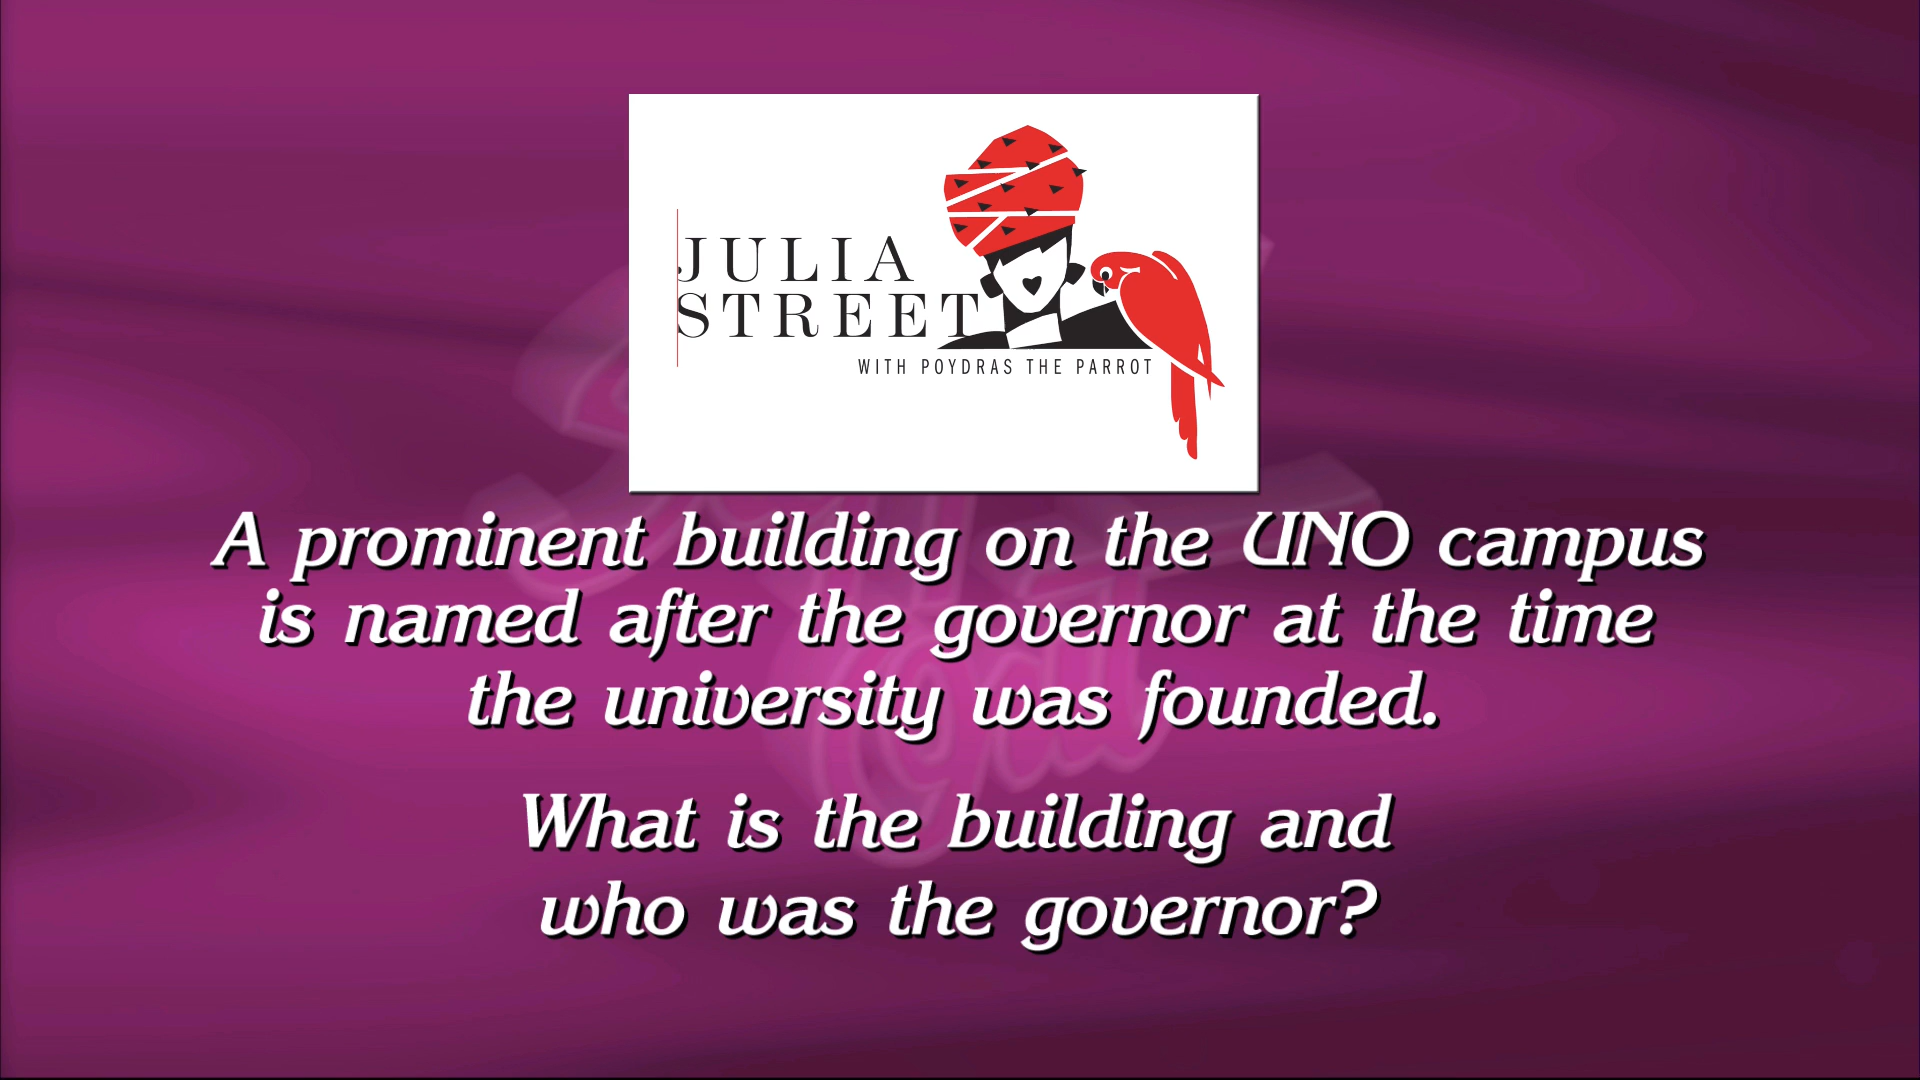 JULIA
STREET
WITH POYDRAS THE PARROT
A prominent building on the UNO campus
is named after the governor at the time
the university was founded.
What is the building and
who was the governor?